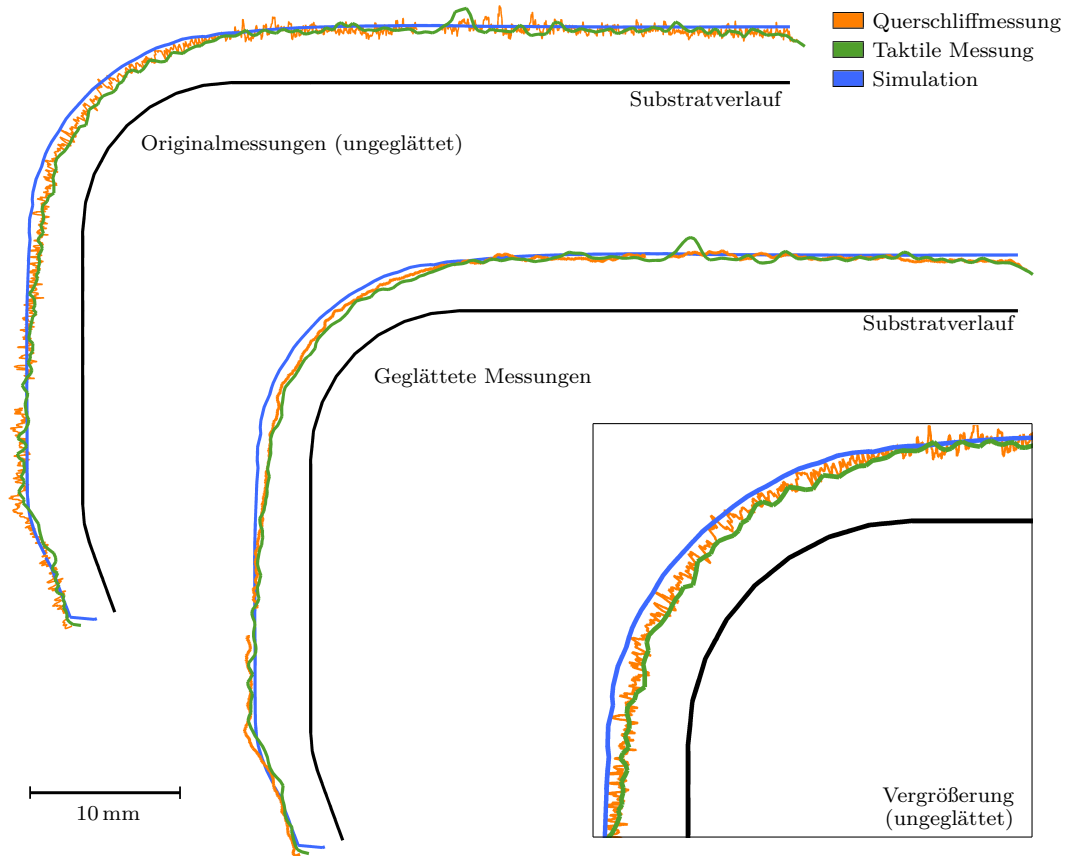 Querschliffmessung
Taktile Messung
Simulation
Substratverlauf
Originalmessungen (ungeglättet)
Substratverlauf
Geglättete Messungen
Vergrößerung
(ungeglättet)
10 mm